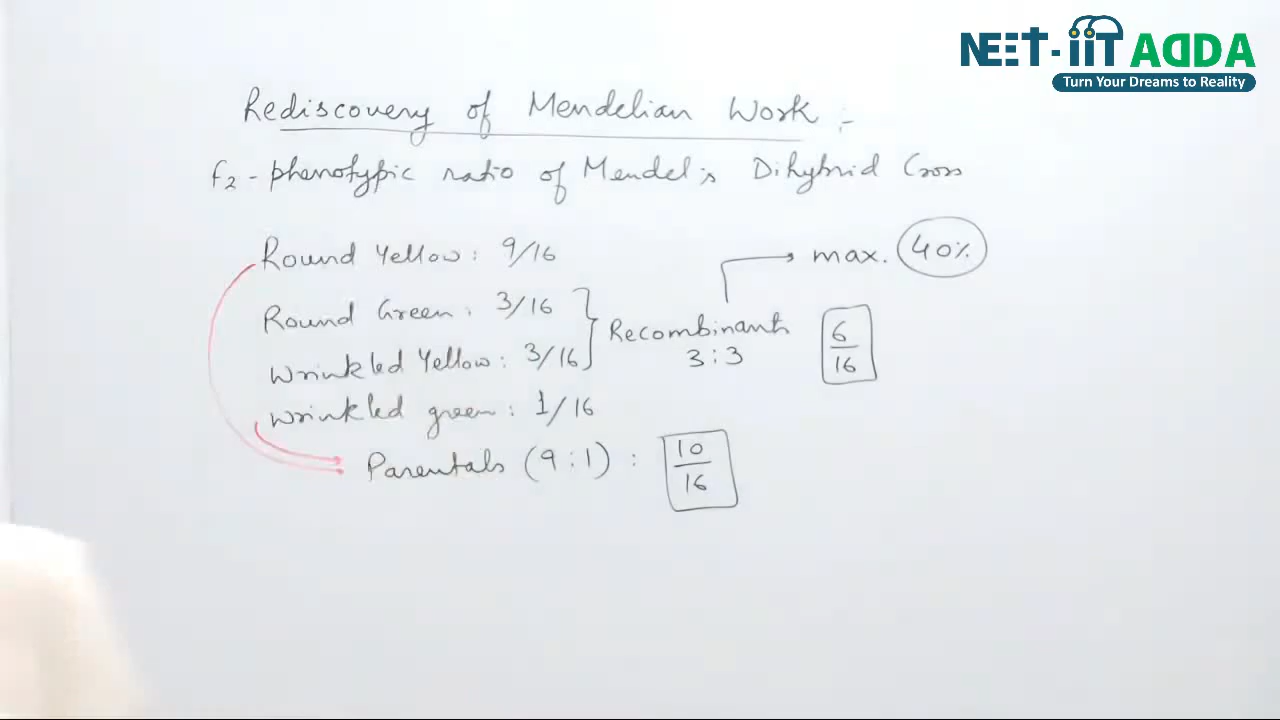 NEET-iiT ADDA
Turn Your Dreams to Reality
Rediscovery of Mendelian Work :-
F2 - phenotypic ratio of Mendel's Dihybrid Cross
Round Yellow : 9/16
Round Green : 3/16
Wrinkled Yellow : 3/16
Wrinkled green : 1/16
Recombinants
3 : 3
max. 40%
6/16
Parentals (9 : 1) : 10/16